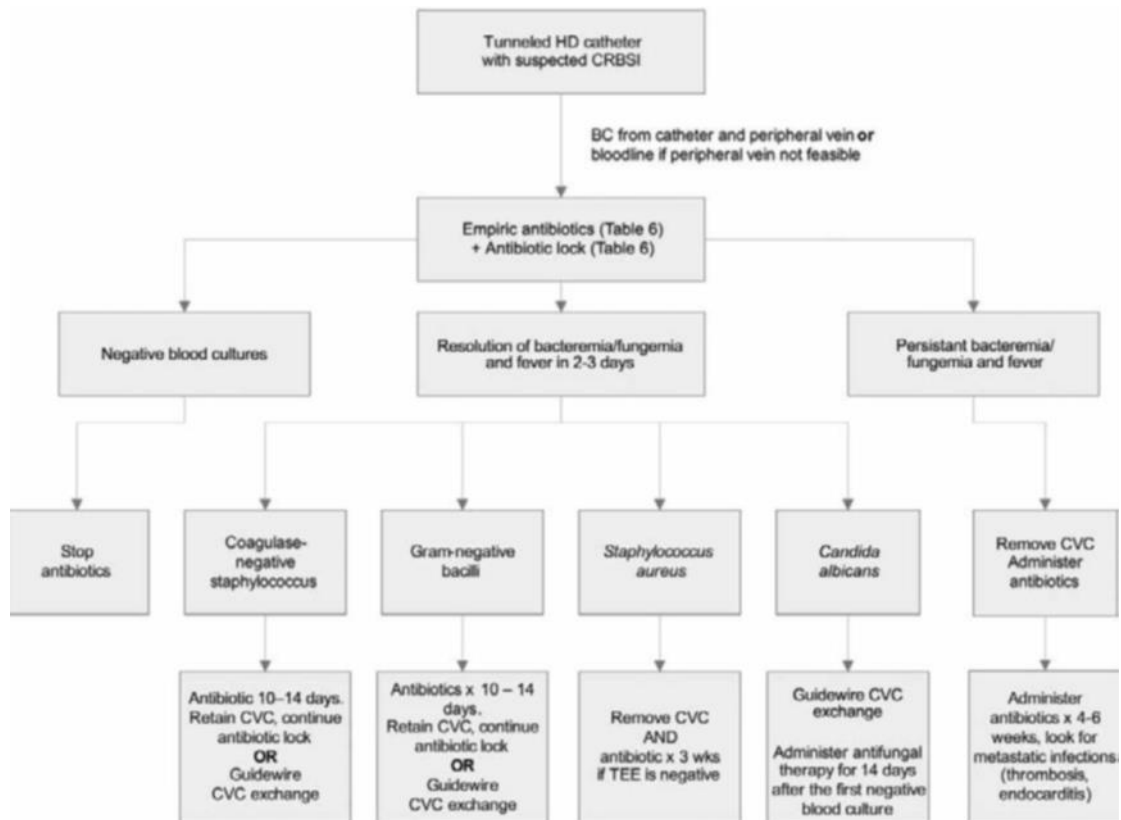 Tunneled HD catheter
with suspected CRBSI
BC from catheter and peripheral vein or
bloodline if peripheral vein not feasible
Empiric antibiotics (Table 6)
+ Antibiotic lock (Table 6)
Negative blood cultures
Resolution of bacteremia/fungemia
and fever in 2-3 days
Persistant bacteremia/
fungemia and fever
Stop
antibiotics
Coagulase-
negative
staphylococcus
Gram-negative
bacilli
Staphylococcus
aureus
Candida
albicans
Remove CVC
Administer
antibiotics
Antibiotic 10–14 days.
Retain CVC, continue
antibiotic lock
OR
Guidewire
CVC exchange
Antibiotics x 10 – 14
days.
Retain CVC, continue
antibiotic lock
OR
Guidewire
CVC exchange
Remove CVC
AND
antibiotic x 3 wks
if TEE is negative
Guidewire CVC
exchange
Administer antifungal
therapy for 14 days
after the first negative
blood culture
Administer
antibiotics x 4-6
weeks, look for
metastatic infections
(thrombosis,
endocarditis)